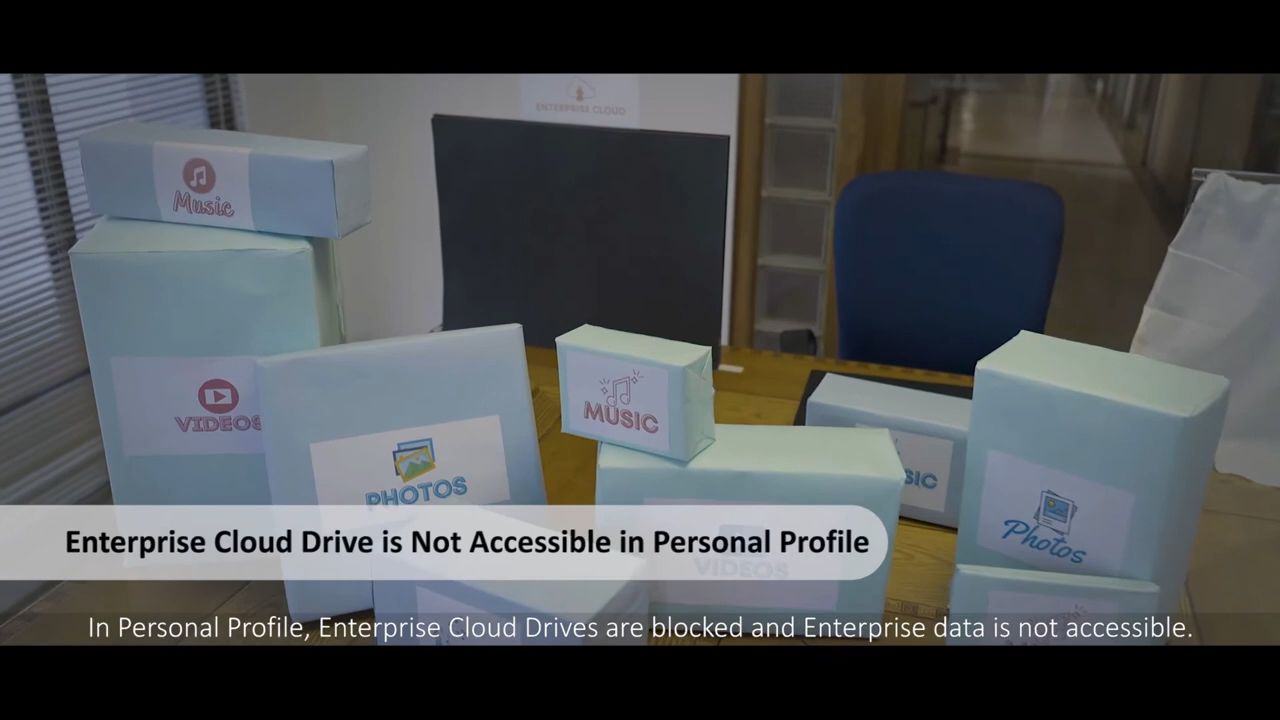 ENTERPRISE CLOUD
Music
VIDEOS
PHOTOS
MUSIC
SIC
Photos
VIDEOS
Enterprise Cloud Drive is Not Accessible in Personal Profile
In Personal Profile, Enterprise Cloud Drives are blocked and Enterprise data is not accessible.